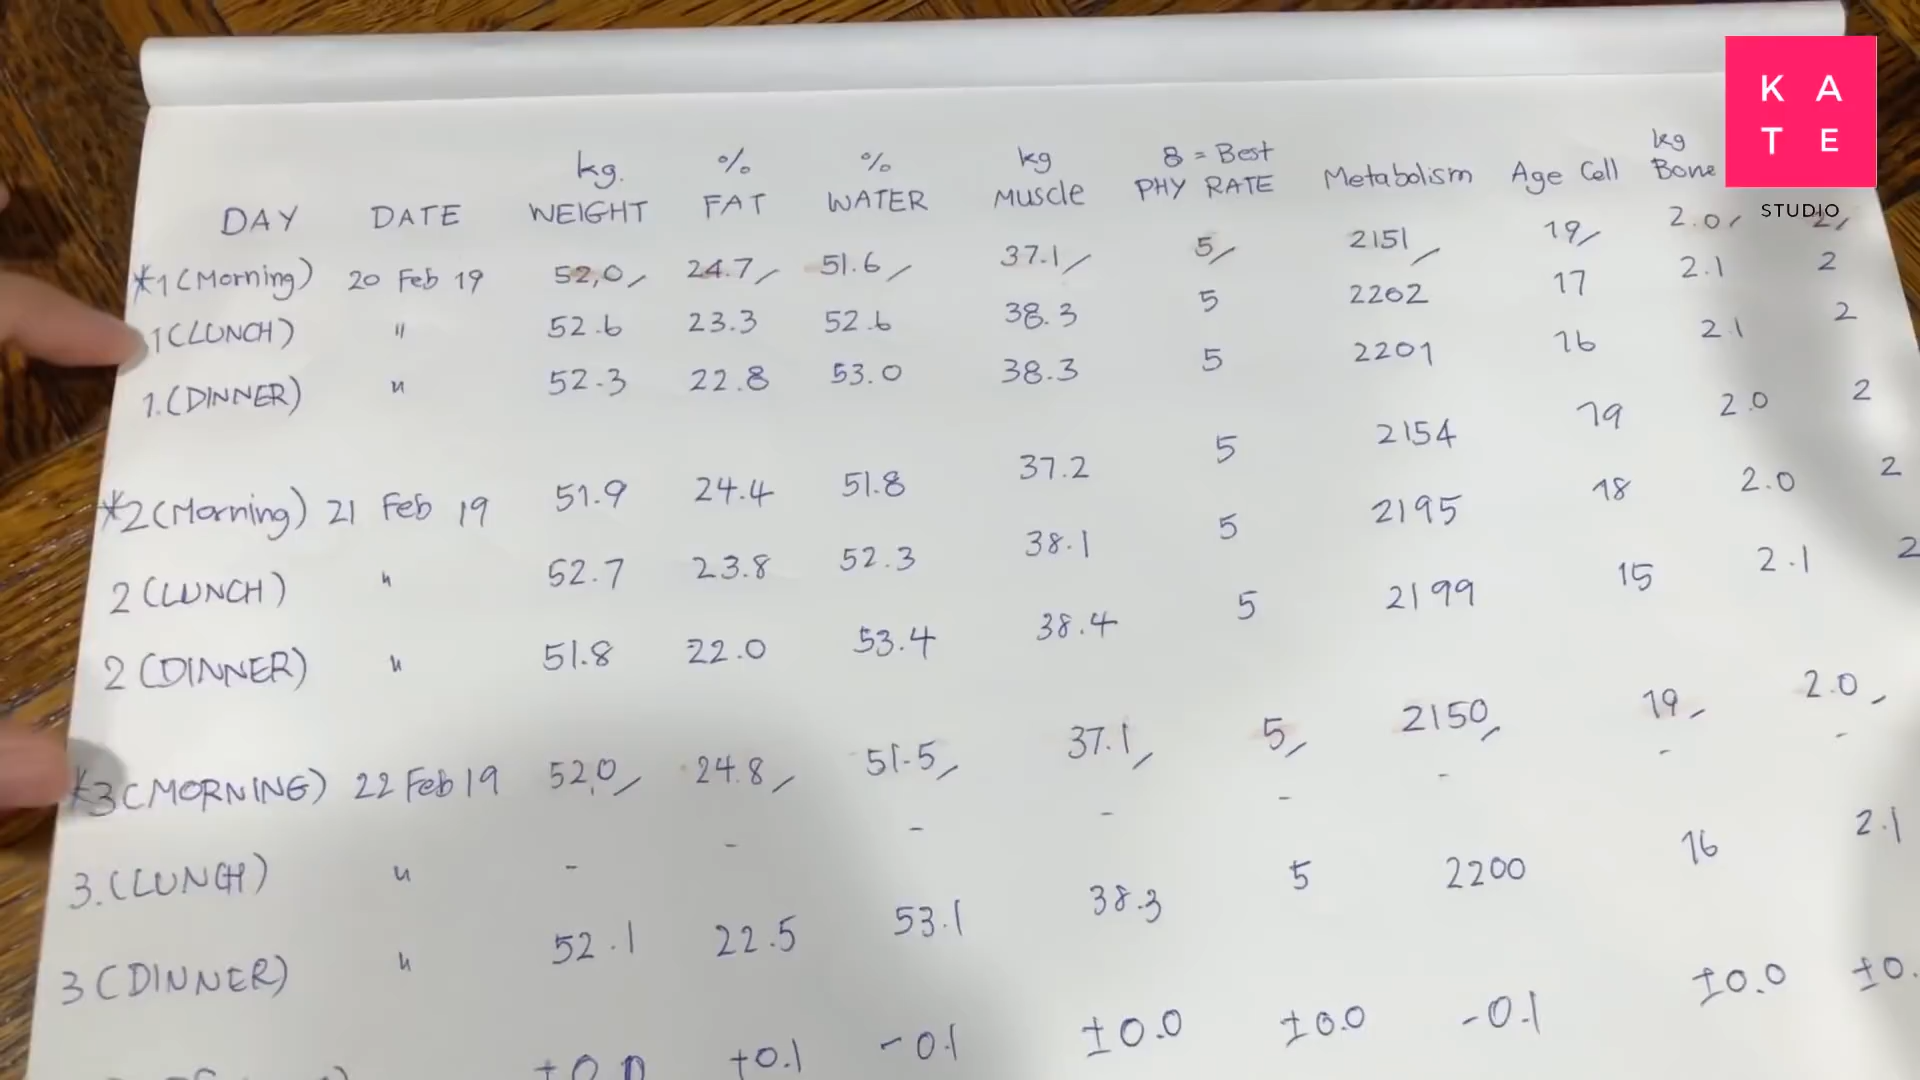 K A
T E
STUDIO
kg. % % kg 8 = Best kg
DAY DATE WEIGHT FAT WATER Muscle PHY RATE Metabolism Age Cell Bone
*1 (Morning) 20 Feb 19 52,0 24.7 51.6 37.1 5 2151 19 2.0 2
1 (LUNCH) " 52.6 23.3 52.6 38.3 5 2202 17 2.1 2
1. (DINNER) " 52.3 22.8 53.0 38.3 5 2201 16 2.1 2
*2 (Morning) 21 Feb 19 51.9 24.4 51.8 37.2 5 2154 19 2.0 2
2 (LUNCH) " 52.7 23.8 52.3 38.1 5 2195 18 2.0 2
2 (DINNER) " 51.8 22.0 53.4 38.4 5 2199 15 2.1 2
*3 (MORNING) 22 Feb 19 52,0 24.8 51.5 37.1 5 2150 19 2.0
3. (LUNCH) " - - - - - - - -
3 (DINNER) " 52.1 22.5 53.1 38.3 5 2200 16 2.1
±0.0 +0.1 -0.1 ±0.0 ±0.0 -0.1 ±0.0 ±0.